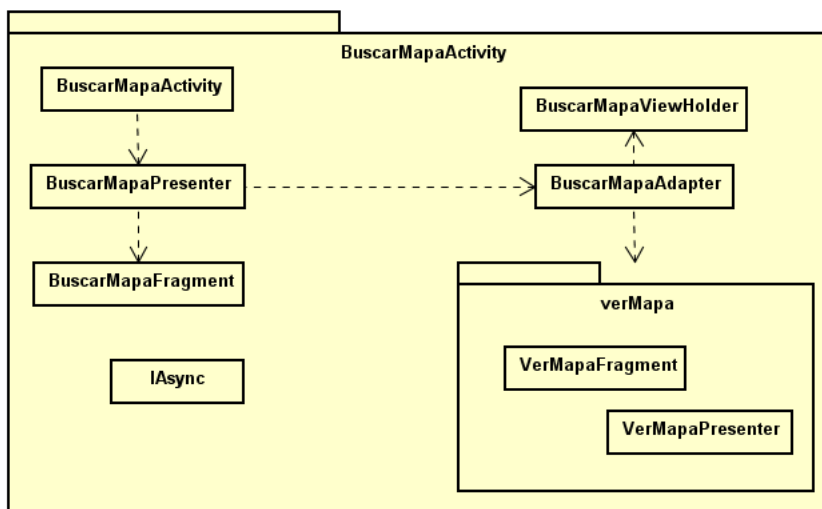 BuscarMapaActivity
BuscarMapaActivity
BuscarMapaViewHolder
BuscarMapaPresenter
BuscarMapaAdapter
BuscarMapaFragment
verMapa
IAsync
VerMapaFragment
VerMapaPresenter